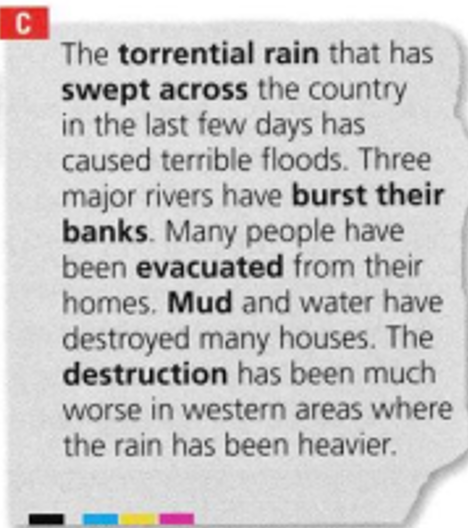 C
The torrential rain that has
swept across the country
in the last few days has
caused terrible floods. Three
major rivers have burst their
banks. Many people have
been evacuated from their
homes. Mud and water have
destroyed many houses. The
destruction has been much
worse in western areas where
the rain has been heavier.